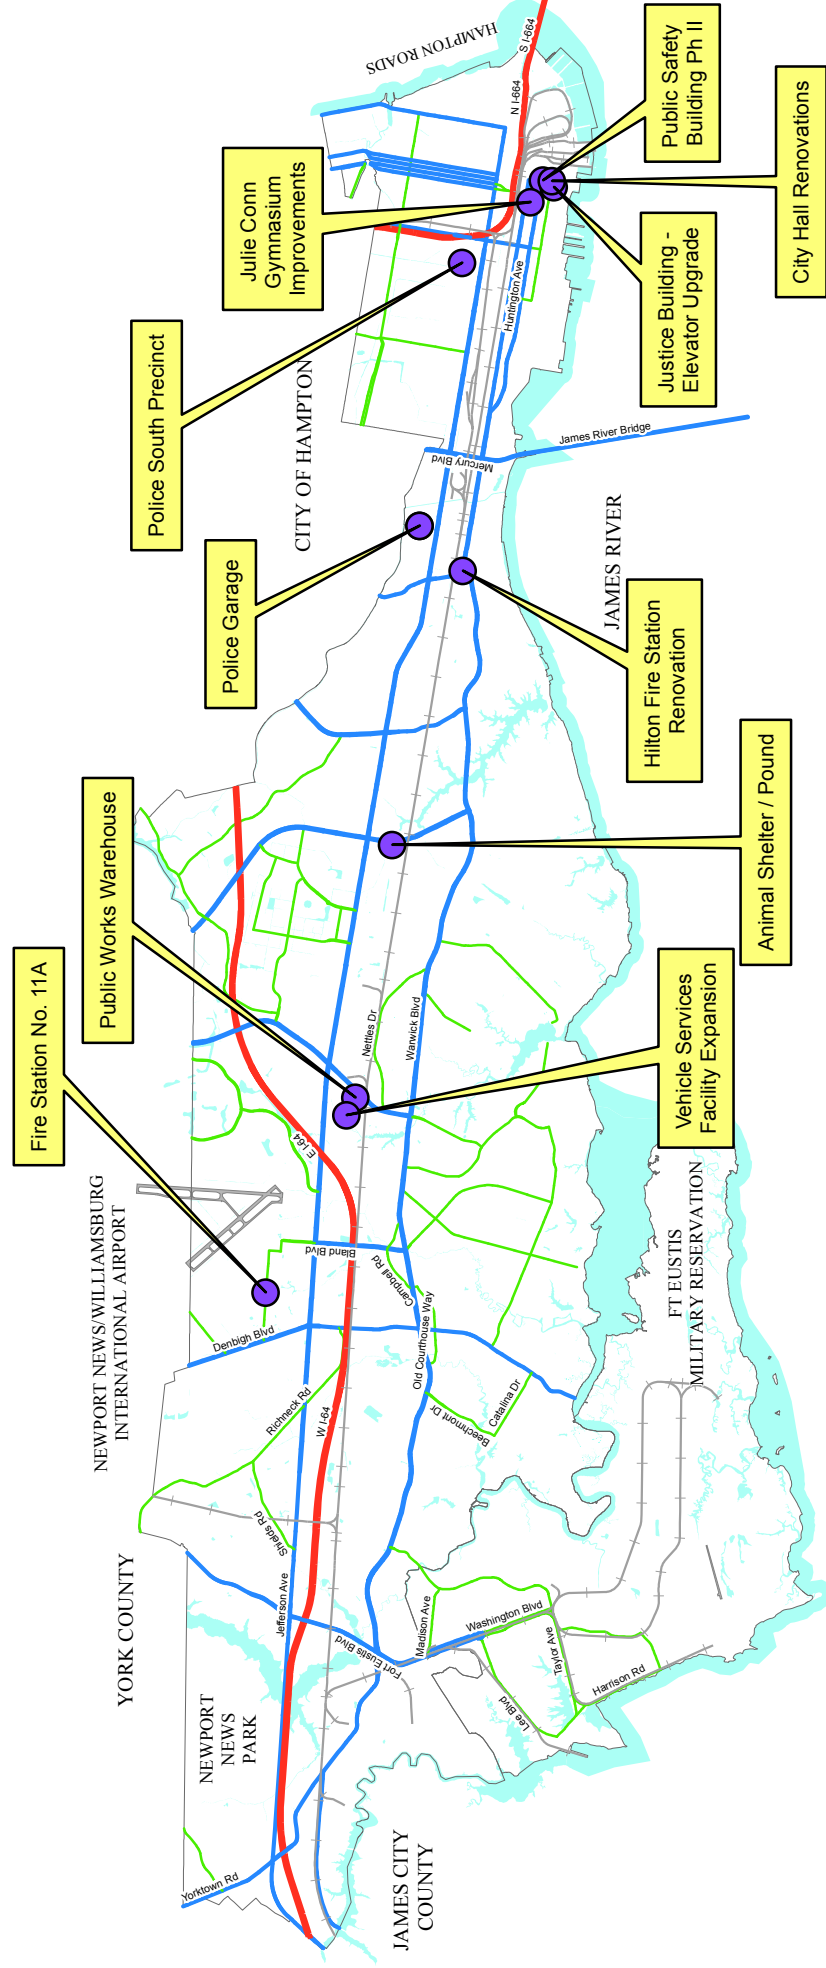 Fire Station No. 11A
Public Works Warehouse
Police Garage
Police South Precinct
Julie Conn
Gymnasium
Improvements
Public Safety
Building Ph II
City Hall Renovations
Justice Building -
Elevator Upgrade
Hilton Fire Station
Renovation
Animal Shelter / Pound
Vehicle Services
Facility Expansion
HAMPTON ROADS
CITY OF HAMPTON
JAMES RIVER
NEWPORT NEWS/WILLIAMSBURG
INTERNATIONAL AIRPORT
FT EUSTIS
MILITARY RESERVATION
YORK COUNTY
NEWPORT
NEWS
PARK
JAMES CITY
COUNTY
S I-664
N I-664
Huntington Ave
James River Bridge
Mercury Blvd
Nettles Dr
Warwick Blvd
E I-64
Bland Blvd
Campbell Rd
Denbigh Blvd
Old Courthouse Way
Richneck Rd
W I-64
Beechmont Dr
Catalina Dr
Shields Rd
Jefferson Ave
Fort Eustis Blvd
Madison Ave
Washington Blvd
Taylor Ave
Harrison Rd
Lee Blvd
Yorktown Rd